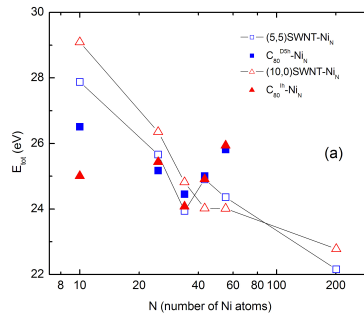 (5,5)SWNT-Ni_N
C_80^D5h-Ni_N
(10,0)SWNT-Ni_N
C_80^Ih-Ni_N
(a)
E_tot (eV)
30
28
26
24
22
8 10 20 40 60 80 100 200
N (number of Ni atoms)